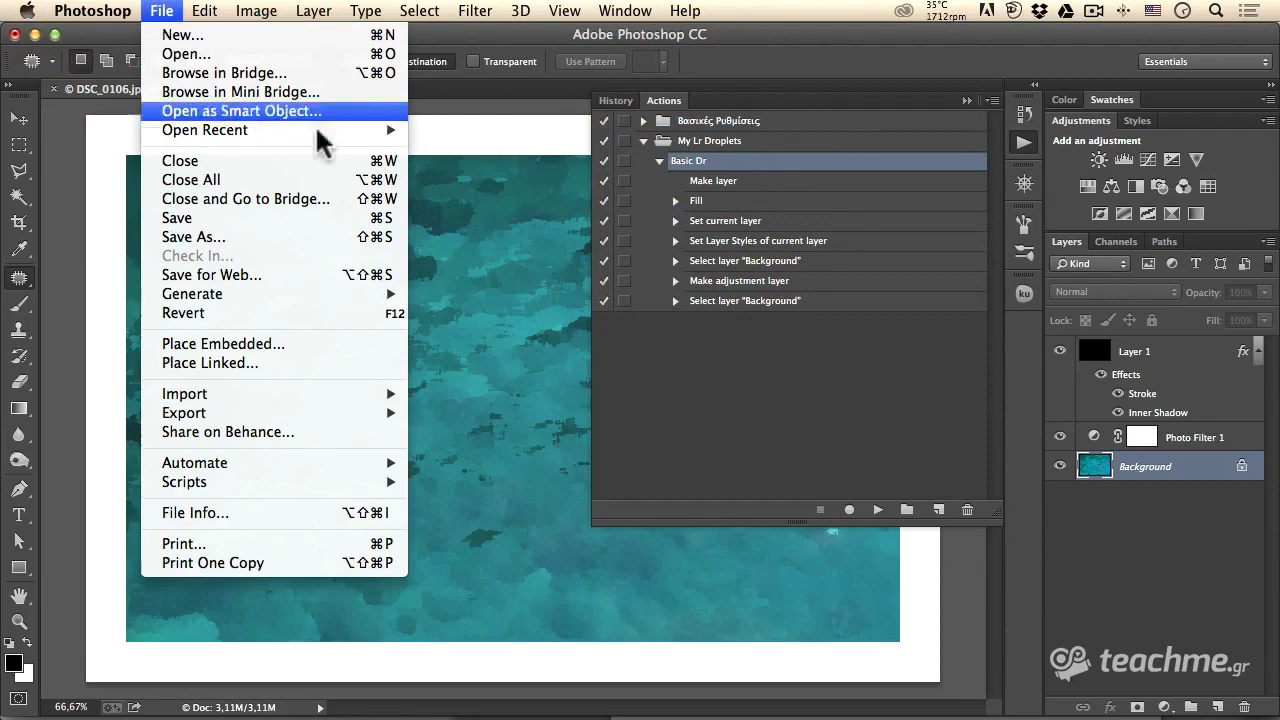 Photoshop File Edit Image Layer Type Select Filter 3D View Window Help 35°C 1712rpm
Adobe Photoshop CC
stination Transparent Use Pattern Essentials
© DSC_0106.jp
New... ⌘N
Open... ⌘O
Browse in Bridge... ⌥⌘O
Browse in Mini Bridge...
Open as Smart Object...
Open Recent
Close ⌘W
Close All ⌥⌘W
Close and Go to Bridge... ⇧⌘W
Save ⌘S
Save As... ⇧⌘S
Check In...
Save for Web... ⌥⇧⌘S
Generate
Revert F12
Place Embedded...
Place Linked...
Import
Export
Share on Behance...
Automate
Scripts
File Info... ⌥⇧⌘I
Print... ⌘P
Print One Copy ⌥⇧⌘P
History Actions
Βασικές Ρυθμίσεις
My Lr Droplets
Basic Dr
Make layer
Fill
Set current layer
Set Layer Styles of current layer
Select layer "Background"
Make adjustment layer
Select layer "Background"
Color Swatches
Adjustments Styles
Add an adjustment
Layers Channels Paths
Kind
Normal Opacity: 100%
Lock: Fill: 100%
Layer 1 fx
Effects
Stroke
Inner Shadow
Photo Filter 1
Background
ku
teachme.gr
66,67% Doc: 3,11M/3,11M
fx